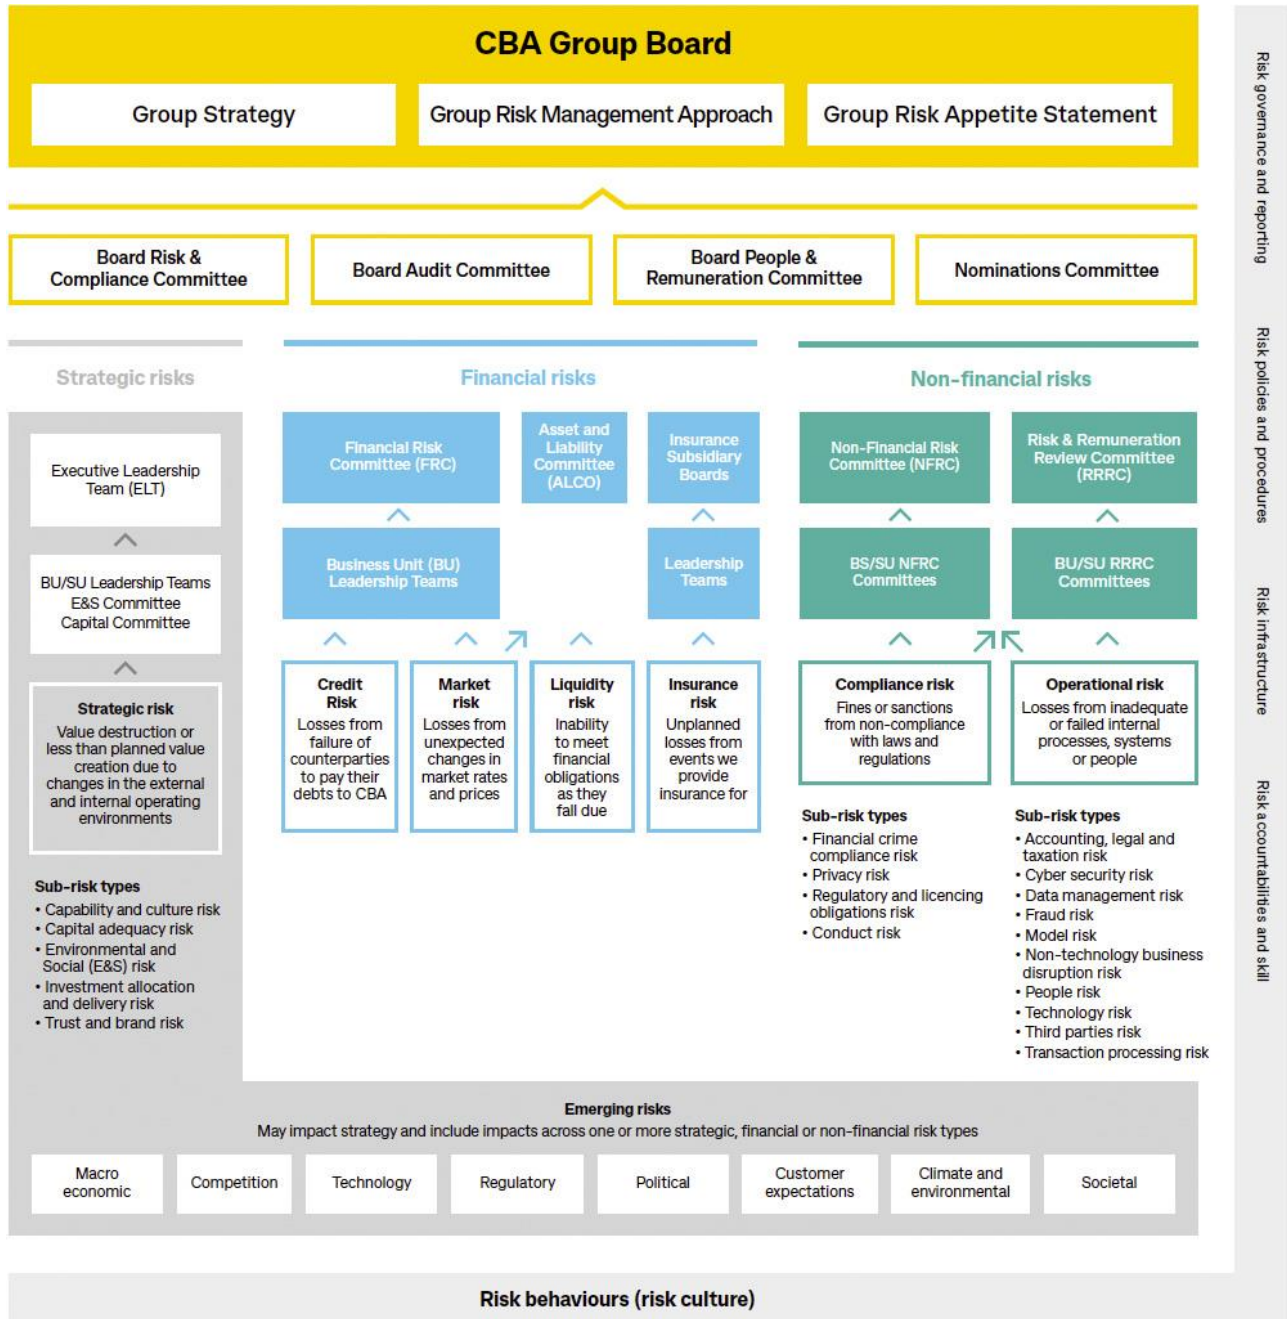 CBA Group Board
Group Strategy
Group Risk Management Approach
Group Risk Appetite Statement
Board Risk &
Compliance Committee
Board Audit Committee
Board People &
Remuneration Committee
Nominations Committee
Strategic risks
Executive Leadership
Team (ELT)
BU/SU Leadership Teams
E&S Committee
Capital Committee
Strategic risk
Value destruction or
less than planned value
creation due to
changes in the external
and internal operating
environments
Sub-risk types
• Capability and culture risk
• Capital adequacy risk
• Environmental and
Social (E&S) risk
• Investment allocation
and delivery risk
• Trust and brand risk
Financial risks
Financial Risk
Committee (FRC)
Asset and
Liability
Committee
(ALCO)
Insurance
Subsidiary
Boards
Business Unit (BU)
Leadership Teams
Leadership
Teams
Credit
Risk
Losses from
failure of
counterparties
to pay their
debts to CBA
Market
risk
Losses from
unexpected
changes in
market rates
and prices
Liquidity
risk
Inability
to meet
financial
obligations
as they
fall due
Insurance
risk
Unplanned
losses from
events we
provide
insurance for
Non-financial risks
Non-Financial Risk
Committee (NFRC)
Risk & Remuneration
Review Committee
(RRRC)
BS/SU NFRC
Committees
BU/SU RRRC
Committees
Compliance risk
Fines or sanctions
from non-compliance
with laws and
regulations
Operational risk
Losses from inadequate
or failed internal
processes, systems
or people
Sub-risk types
• Financial crime
compliance risk
• Privacy risk
• Regulatory and licencing
obligations risk
• Conduct risk
Sub-risk types
• Accounting, legal and
taxation risk
• Cyber security risk
• Data management risk
• Fraud risk
• Model risk
• Non-technology business
disruption risk
• People risk
• Technology risk
• Third parties risk
• Transaction processing risk
Emerging risks
May impact strategy and include impacts across one or more strategic, financial or non-financial risk types
Macro
economic
Competition
Technology
Regulatory
Political
Customer
expectations
Climate and
environmental
Societal
Risk behaviours (risk culture)
Risk governance and reporting
Risk policies and procedures
Risk infrastructure
Risk accountabilities and skill